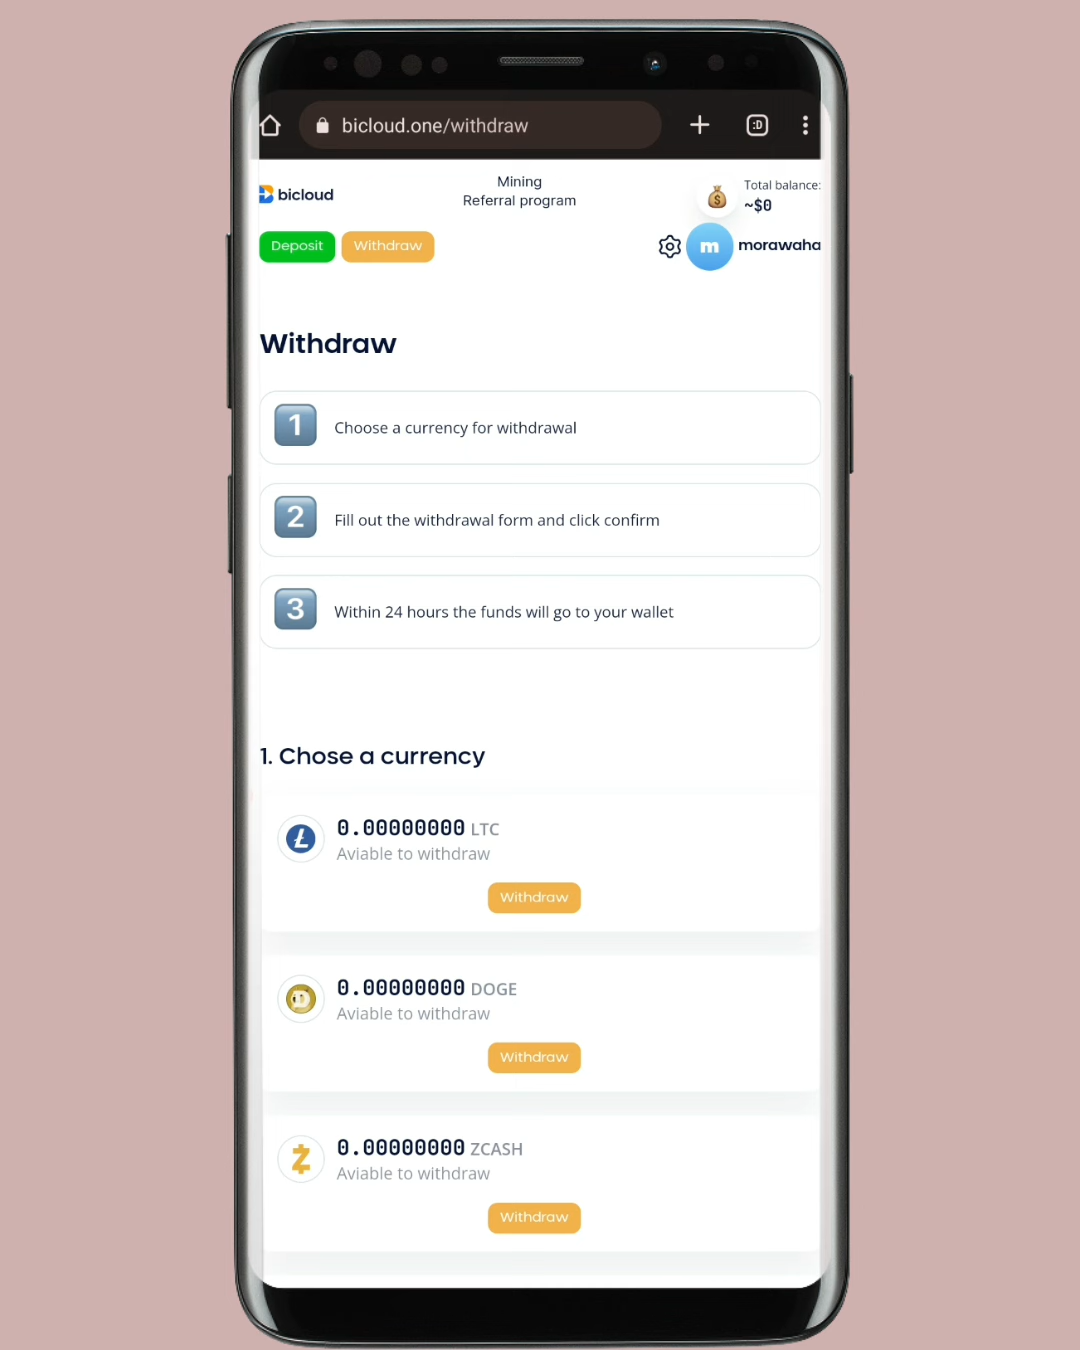 :D
bicloud.one/withdraw
bicloud
Mining
Referral program
Total balance:
~$0
Deposit
Withdraw
m
morawaha
Withdraw
1
Choose a currency for withdrawal
2
Fill out the withdrawal form and click confirm
3
Within 24 hours the funds will go to your wallet
1. Chose a currency
0.00000000 LTC
Aviable to withdraw
Withdraw
0.00000000 DOGE
Aviable to withdraw
Withdraw
0.00000000 ZCASH
Aviable to withdraw
Withdraw